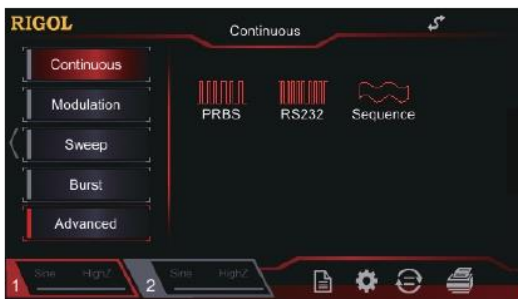 RIGOL
Continuous
Continuous
Modulation
Sweep
Burst
Advanced
PRBS RS232 Sequence
1 Sine HighZ 2 Sine HighZ